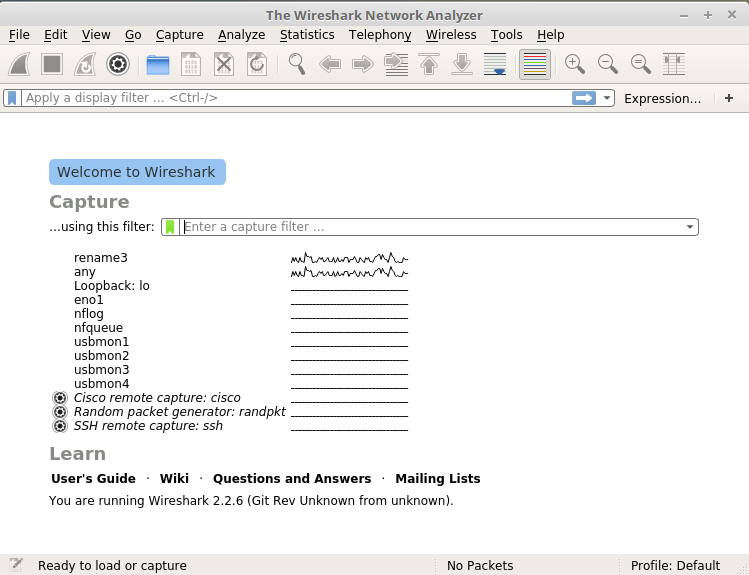 The Wireshark Network Analyzer
File Edit View Go Capture Analyze Statistics Telephony Wireless Tools Help
Apply a display filter ... <Ctrl-/> Expression... +
Welcome to Wireshark
Capture
...using this filter: Enter a capture filter ...
rename3
any
Loopback: lo
eno1
nflog
nfqueue
usbmon1
usbmon2
usbmon3
usbmon4
Cisco remote capture: cisco
Random packet generator: randpkt
SSH remote capture: ssh
Learn
User's Guide · Wiki · Questions and Answers · Mailing Lists
You are running Wireshark 2.2.6 (Git Rev Unknown from unknown).
Ready to load or capture No Packets Profile: Default